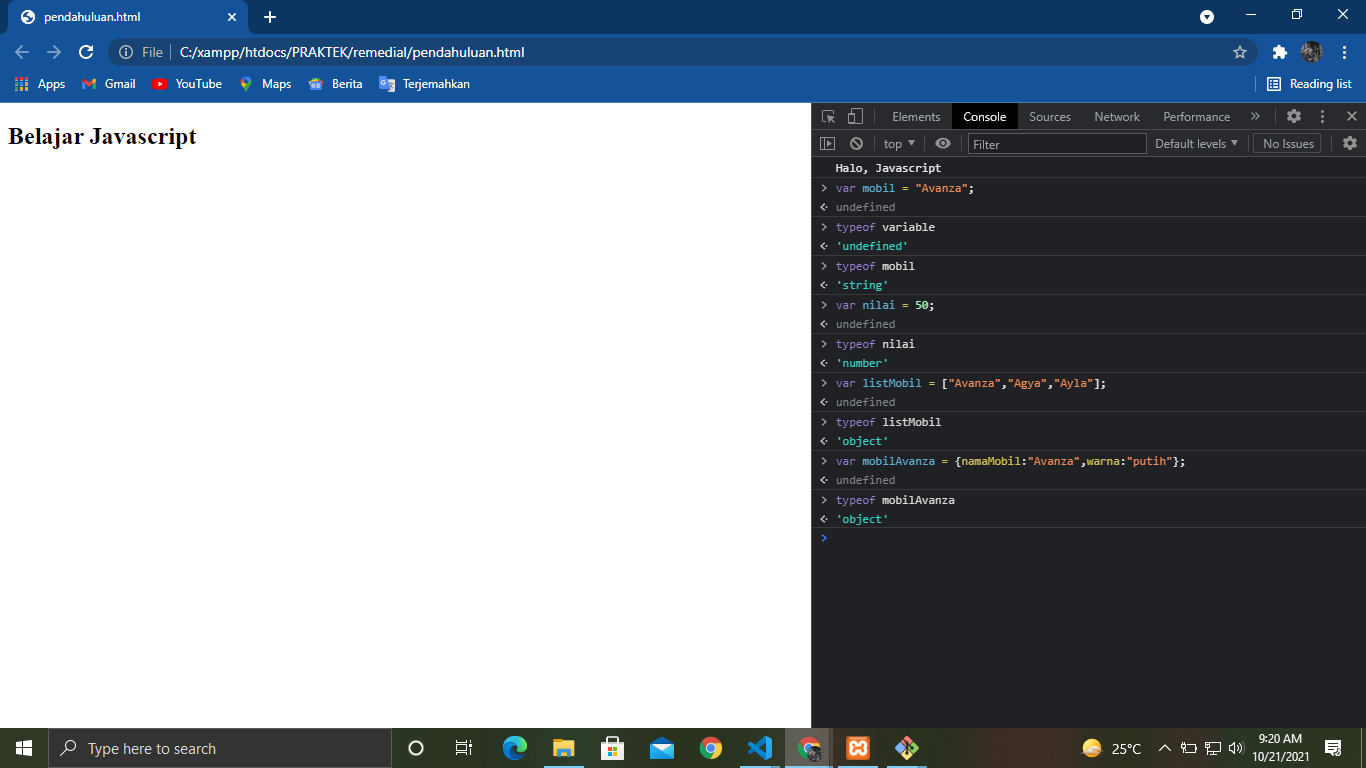 pendahuluan.html
File C:/xampp/htdocs/PRAKTEK/remedial/pendahuluan.html
Apps Gmail YouTube Maps Berita Terjemahkan Reading list
Belajar Javascript
Elements Console Sources Network Performance
top Filter Default levels No Issues
Halo, Javascript
> var mobil = "Avanza";
undefined
> typeof variable
'undefined'
> typeof mobil
'string'
> var nilai = 50;
undefined
> typeof nilai
'number'
> var listMobil = ["Avanza","Agya","Ayla"];
undefined
> typeof listMobil
'object'
> var mobilAvanza = {namaMobil:"Avanza",warna:"putih"};
undefined
> typeof mobilAvanza
'object'
>
Type here to search
25°C
9:20 AM
10/21/2021